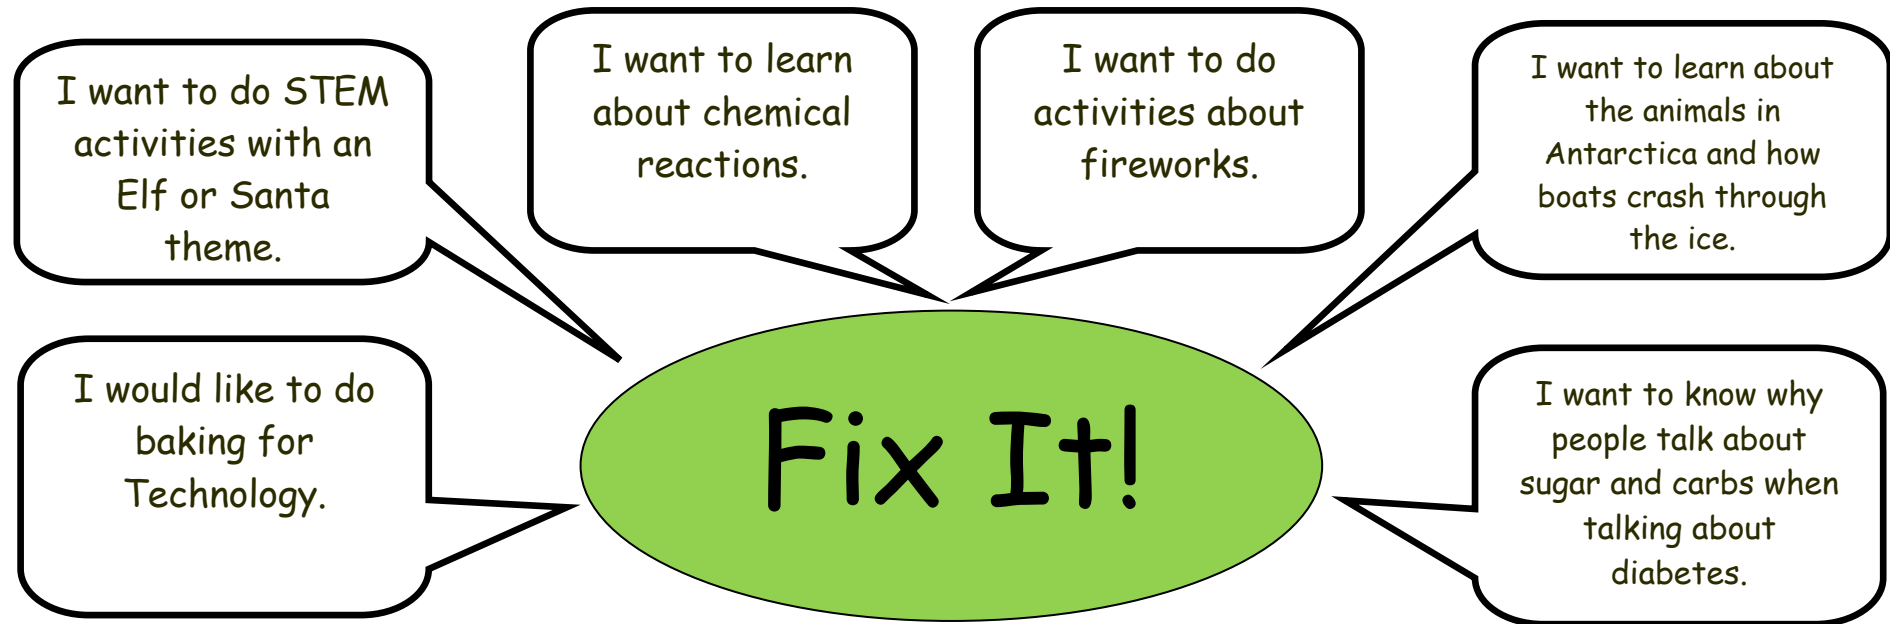 I want to do STEM
activities with an
Elf or Santa
theme.
I want to learn
about chemical
reactions.
I want to do
activities about
fireworks.
I want to learn about
the animals in
Antarctica and how
boats crash through
the ice.
I would like to do
baking for
Technology.
Fix It!
I want to know why
people talk about
sugar and carbs when
talking about
diabetes.